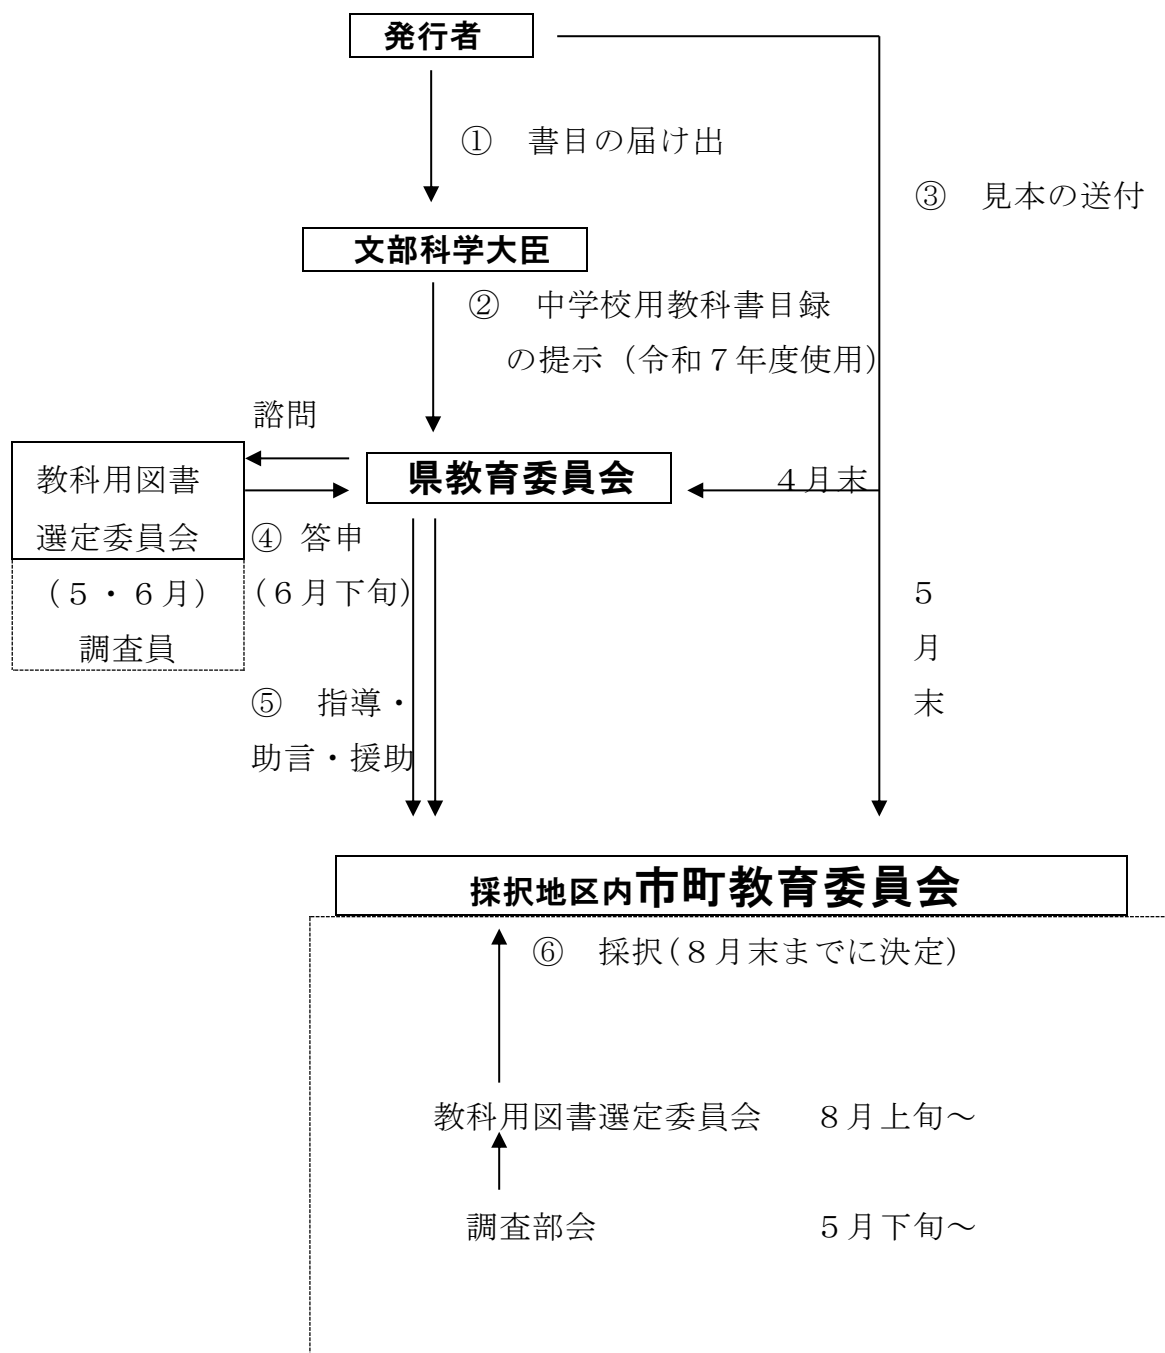 発行者
① 書目の届け出
③ 見本の送付
文部科学大臣
② 中学校用教科書目録
の提示（令和７年度使用）
諮問
県教育委員会
４月末
教科用図書
選定委員会
（５・６月）
調査員
④ 答申
（６月下旬）
５
月
末
⑤ 指導・
助言・援助
採択地区内市町教育委員会
⑥ 採択（８月末までに決定）
教科用図書選定委員会 ８月上旬～
調査部会 ５月下旬～